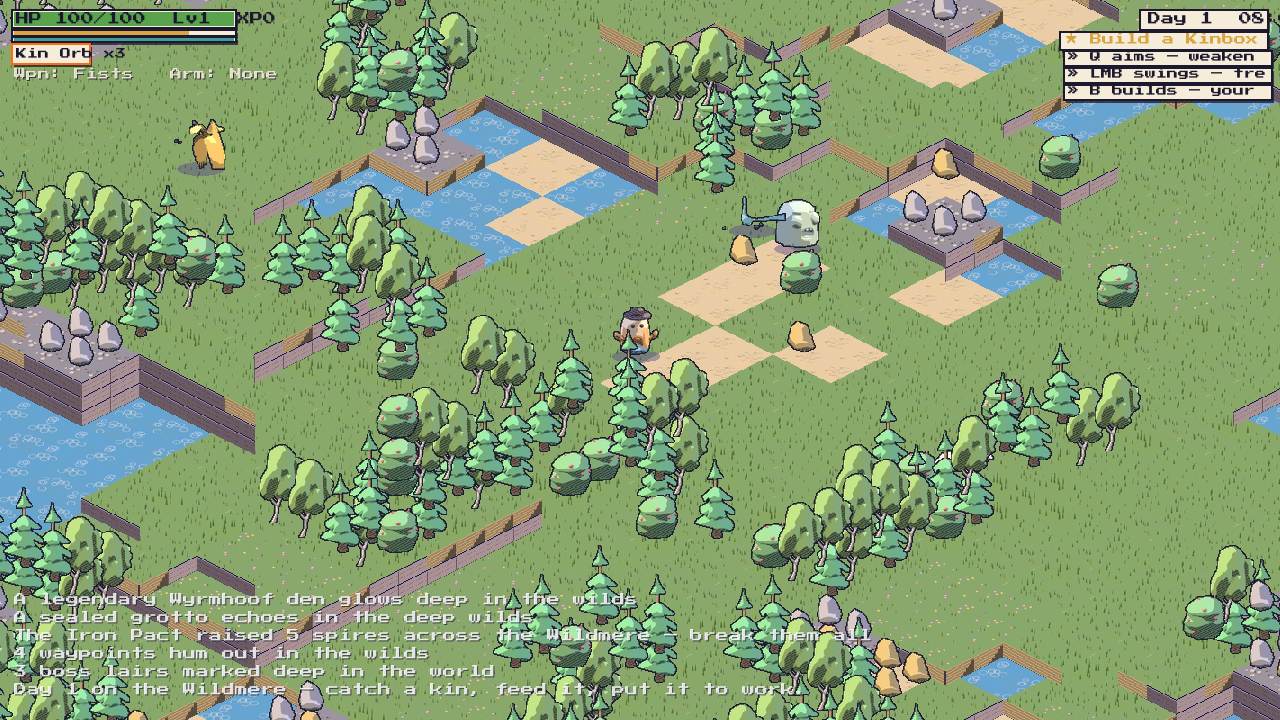 HP 100/100 Lv1 XP0
Kin Orb x3
Wpn: Fists Arm: None
Day 1 08
★ Build a Kinbox
» Q aims — weaken
» LMB swings — tre
» B builds — your
A legendary Wyrmhoof den glows deep in the wilds
A sealed grotto echoes in the deep wilds
The Iron Pact raised 5 spires across the Wildmere — break them all
4 waypoints hum out in the wilds
3 boss lairs marked deep in the world
Day 1 on the Wildmere — catch a kin, feed it, put it to work.